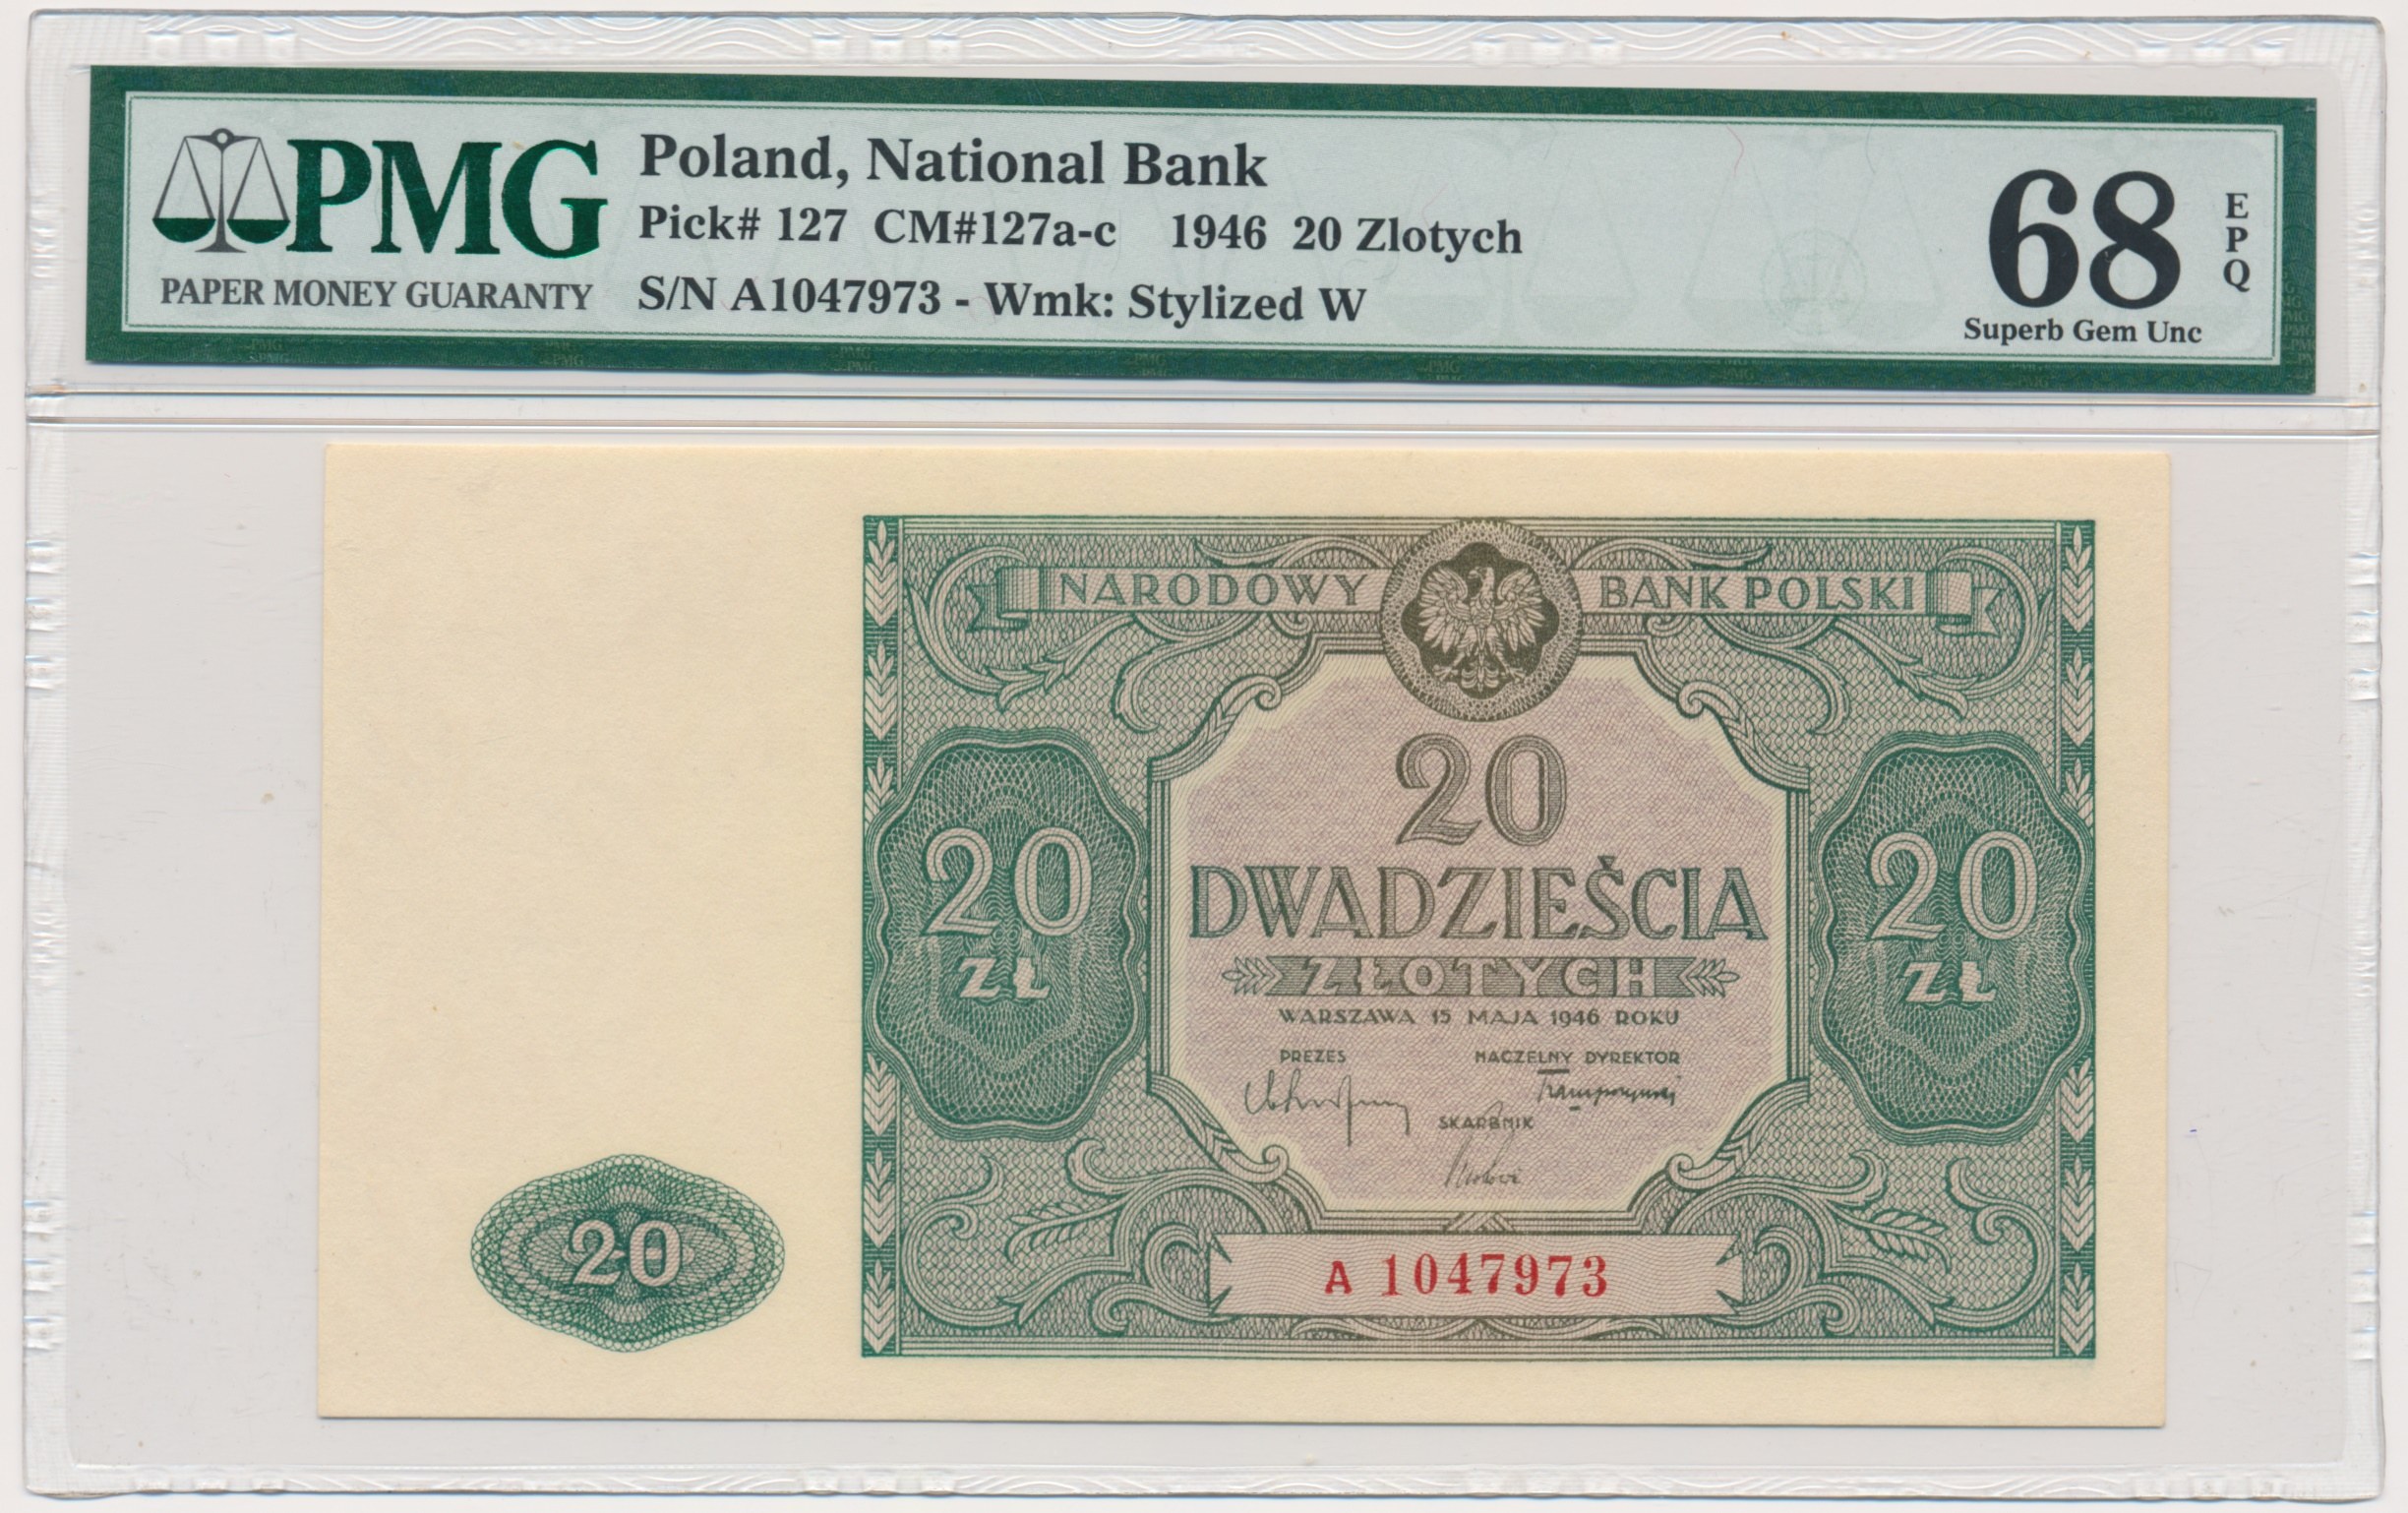 PMG
PAPER MONEY GUARANTY
Poland, National Bank
Pick# 127 CM#127a-c 1946 20 Zlotych
S/N A1047973 - Wmk: Stylized W
68
EPQ
Superb Gem Unc
NARODOWY BANK POLSKI
20
DWADZIEŚCIA
ZŁOTYCH
WARSZAWA 15 MAJA 1946 ROKU
PREZES NACZELNY DYREKTOR
SKARBNIK
20
ZŁ
20
ZŁ
20
A 1047973